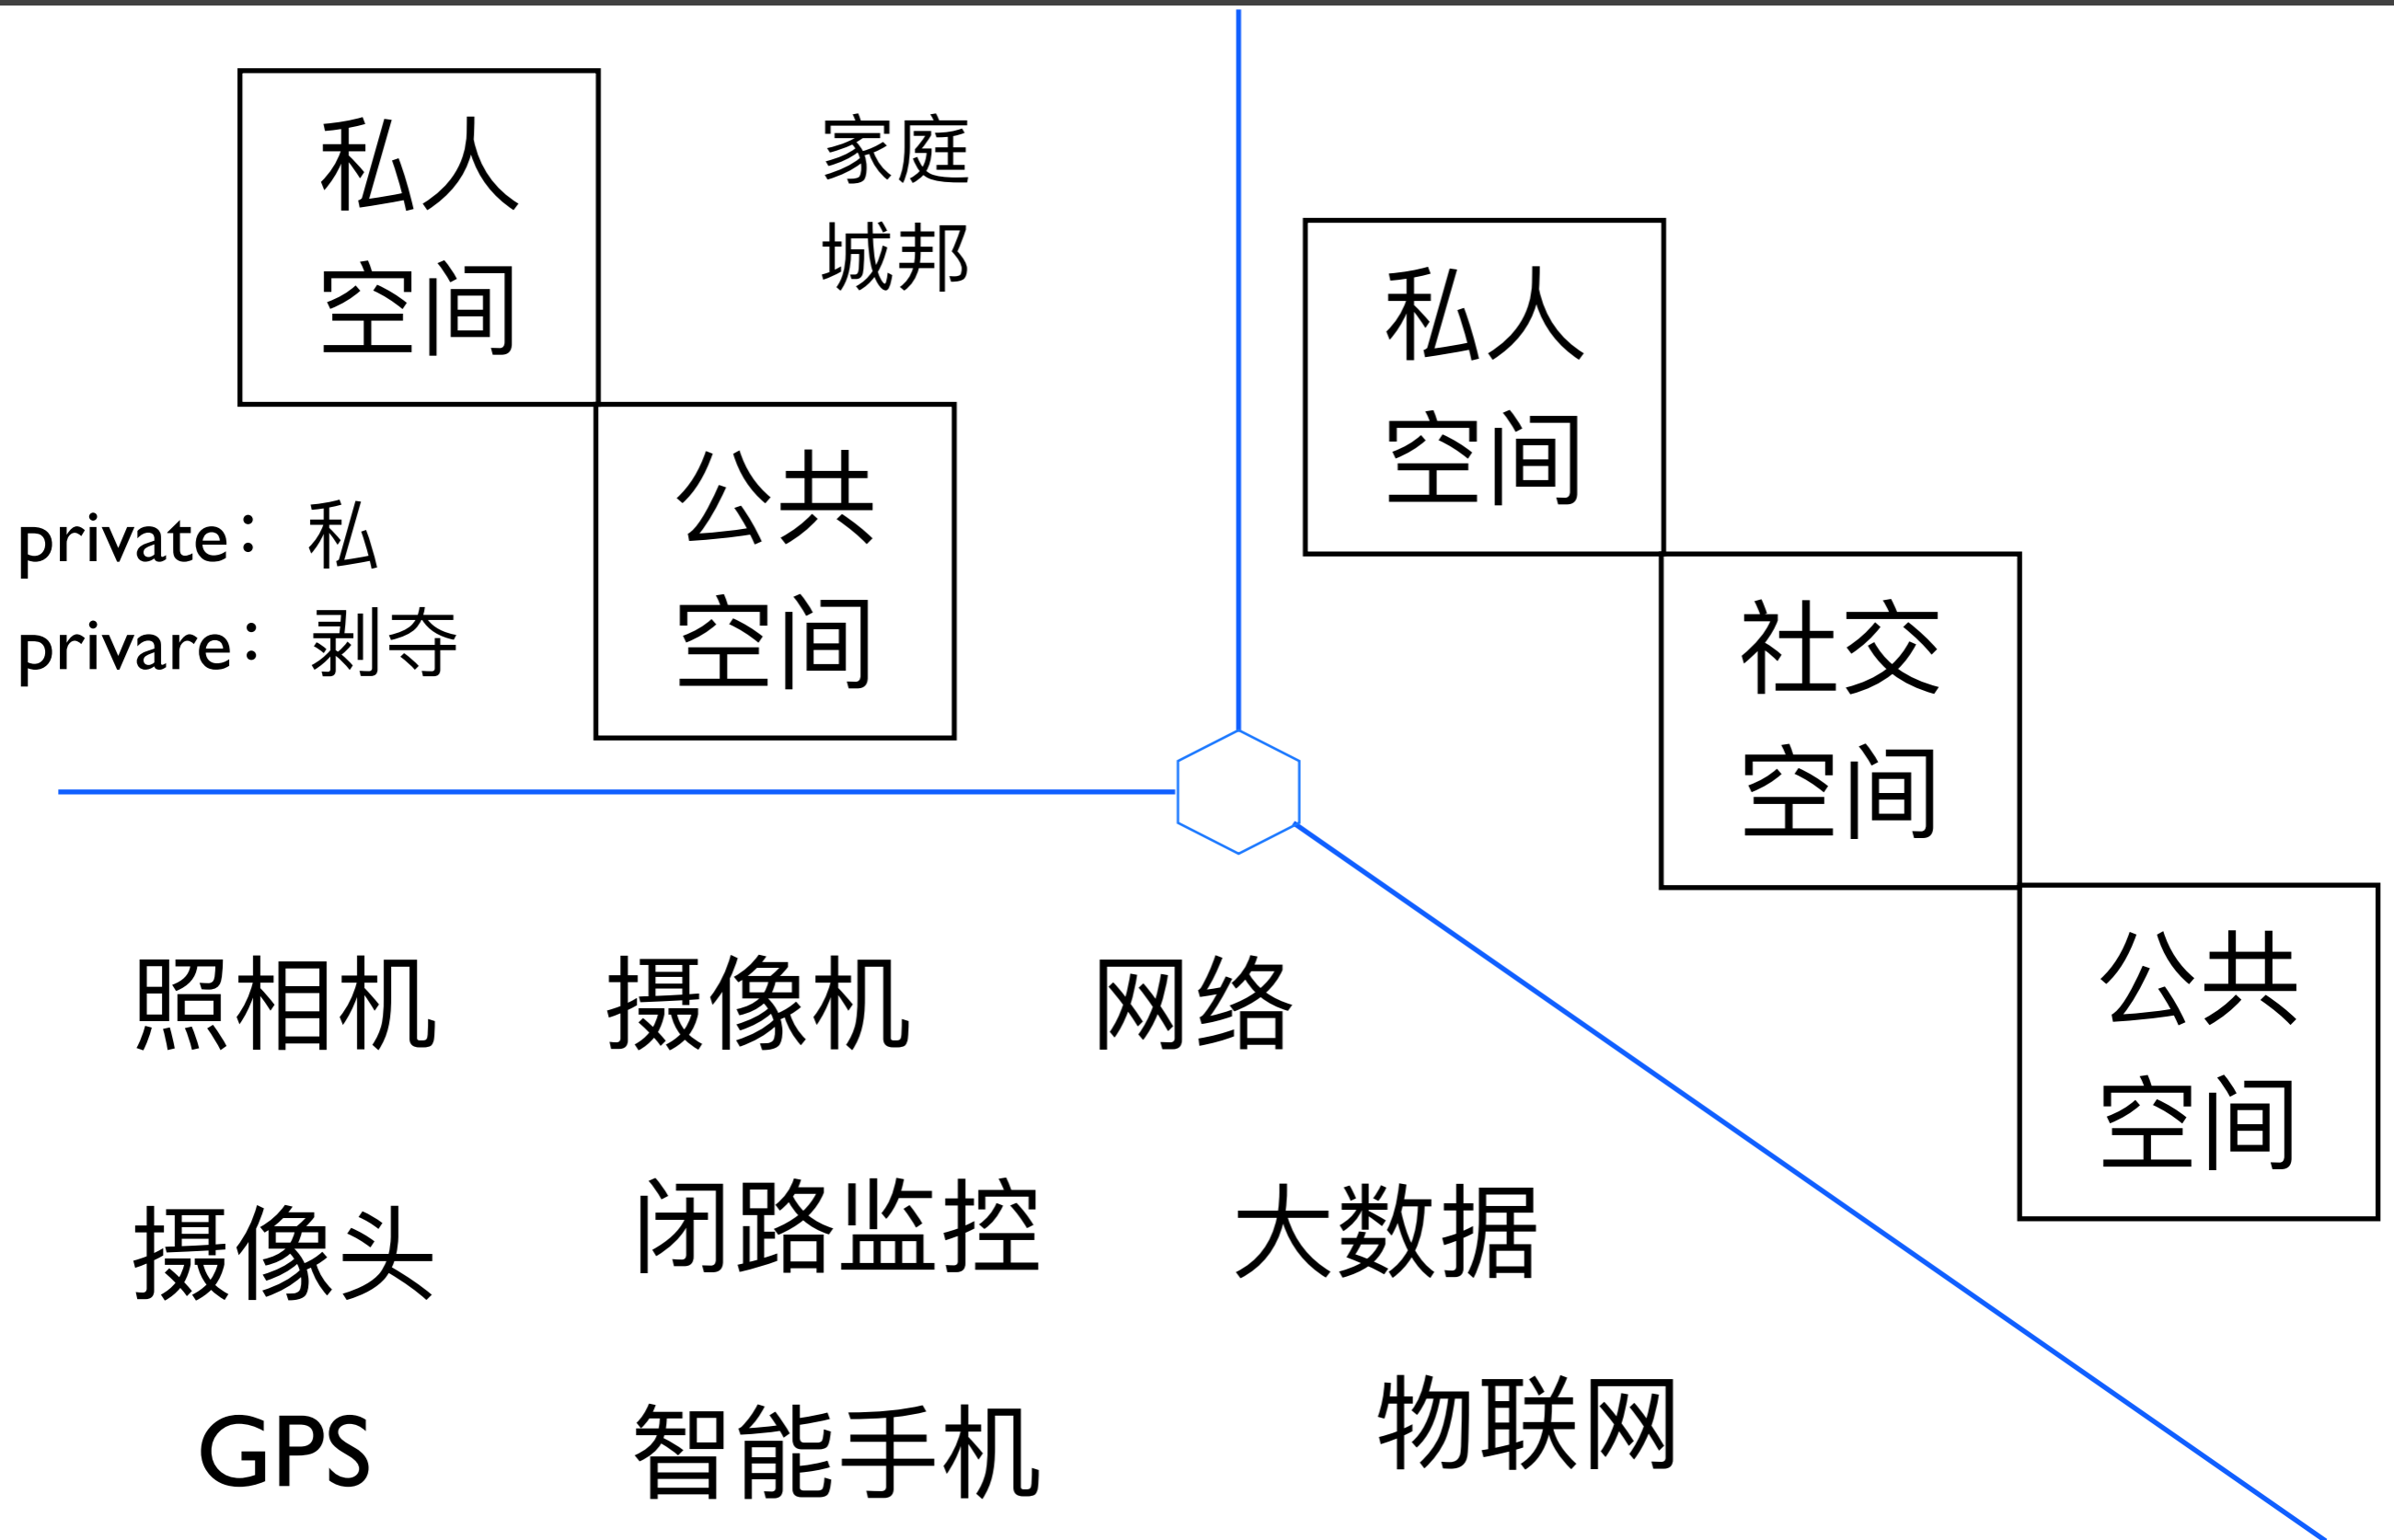 私人
空间
家庭
城邦
公共
空间
private：私
privare：剥夺
私人
空间
社交
空间
公共
空间
照相机
摄像机
网络
摄像头
闭路监控
大数据
GPS
智能手机
物联网